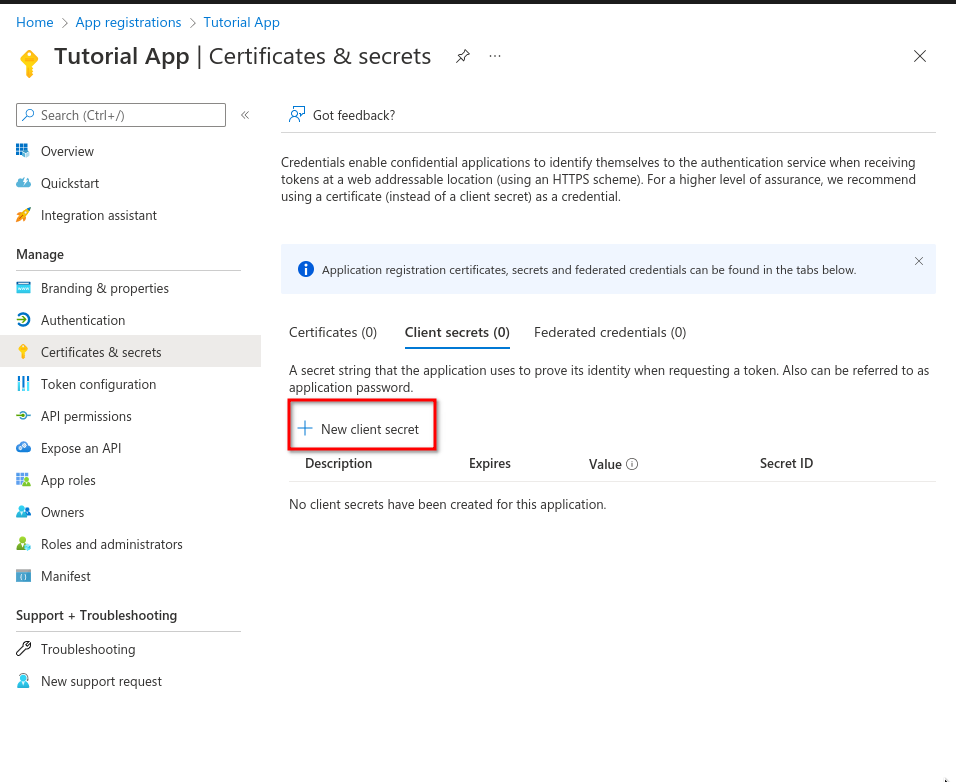 Home > App registrations > Tutorial App
Tutorial App | Certificates & secrets
Search (Ctrl+/)
Overview
Quickstart
Integration assistant
Manage
Branding & properties
Authentication
Certificates & secrets
Token configuration
API permissions
Expose an API
App roles
Owners
Roles and administrators
Manifest
Support + Troubleshooting
Troubleshooting
New support request
Got feedback?
Credentials enable confidential applications to identify themselves to the authentication service when receiving
tokens at a web addressable location (using an HTTPS scheme). For a higher level of assurance, we recommend
using a certificate (instead of a client secret) as a credential.
Application registration certificates, secrets and federated credentials can be found in the tabs below.
Certificates (0) Client secrets (0) Federated credentials (0)
A secret string that the application uses to prove its identity when requesting a token. Also can be referred to as
application password.
New client secret
Description Expires Value Secret ID
No client secrets have been created for this application.